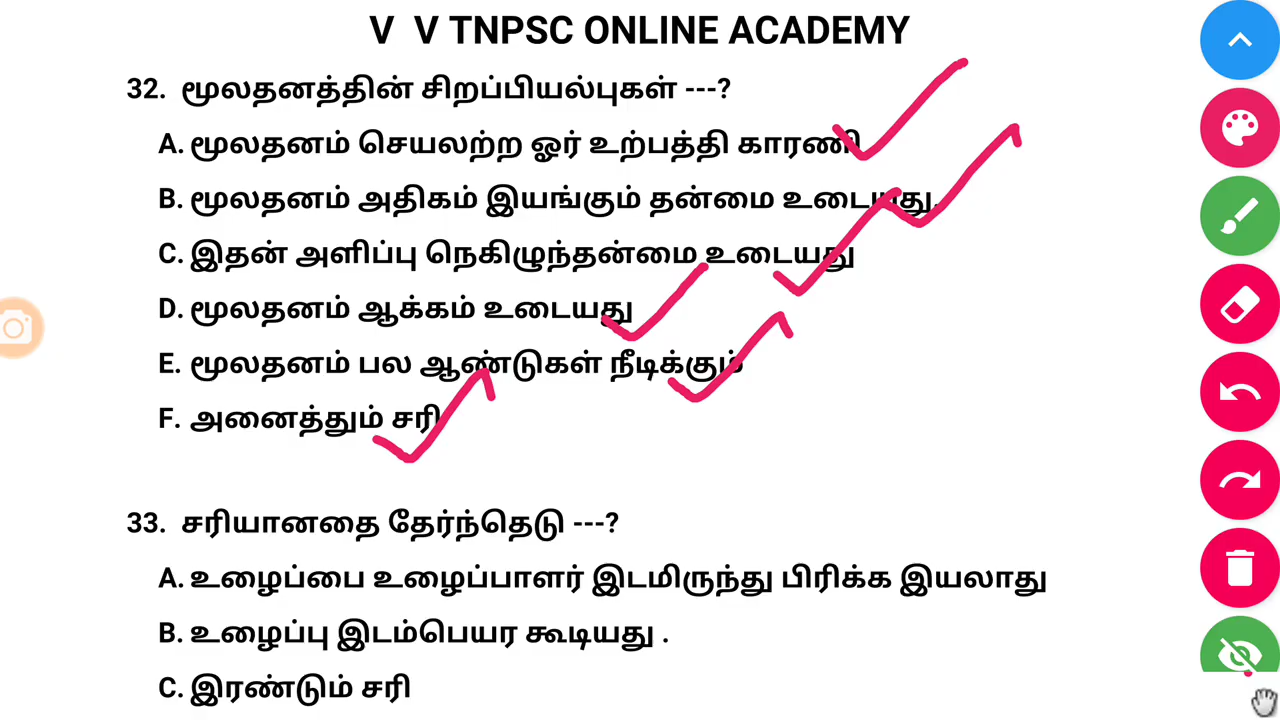 V V TNPSC ONLINE ACADEMY
32. மூலதனத்தின் சிறப்பியல்புகள் ---?
A. மூலதனம் செயலற்ற ஓர் உற்பத்தி காரணி
B. மூலதனம் அதிகம் இயங்கும் தன்மை உடையது.
C. இதன் அளிப்பு நெகிழுந்தன்மை உடையது
D. மூலதனம் ஆக்கம் உடையது
E. மூலதனம் பல ஆண்டுகள் நீடிக்கும்
F. அனைத்தும் சரி
33. சரியானதை தேர்ந்தெடு ---?
A. உழைப்பை உழைப்பாளர் இடமிருந்து பிரிக்க இயலாது
B. உழைப்பு இடம்பெயர கூடியது .
C. இரண்டும் சரி